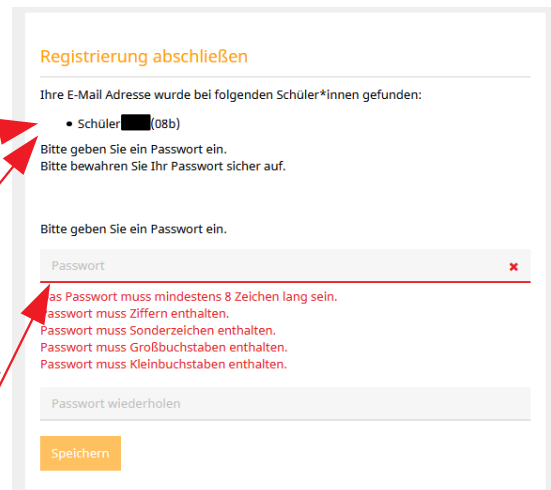 Registrierung abschließen
Ihre E-Mail Adresse wurde bei folgenden Schüler*innen gefunden:
• Schüler (08b)
Bitte geben Sie ein Passwort ein.
Bitte bewahren Sie Ihr Passwort sicher auf.
Bitte geben Sie ein Passwort ein.
Passwort
Das Passwort muss mindestens 8 Zeichen lang sein.
Passwort muss Ziffern enthalten.
Passwort muss Sonderzeichen enthalten.
Passwort muss Großbuchstaben enthalten.
Passwort muss Kleinbuchstaben enthalten.
Passwort wiederholen
Speichern